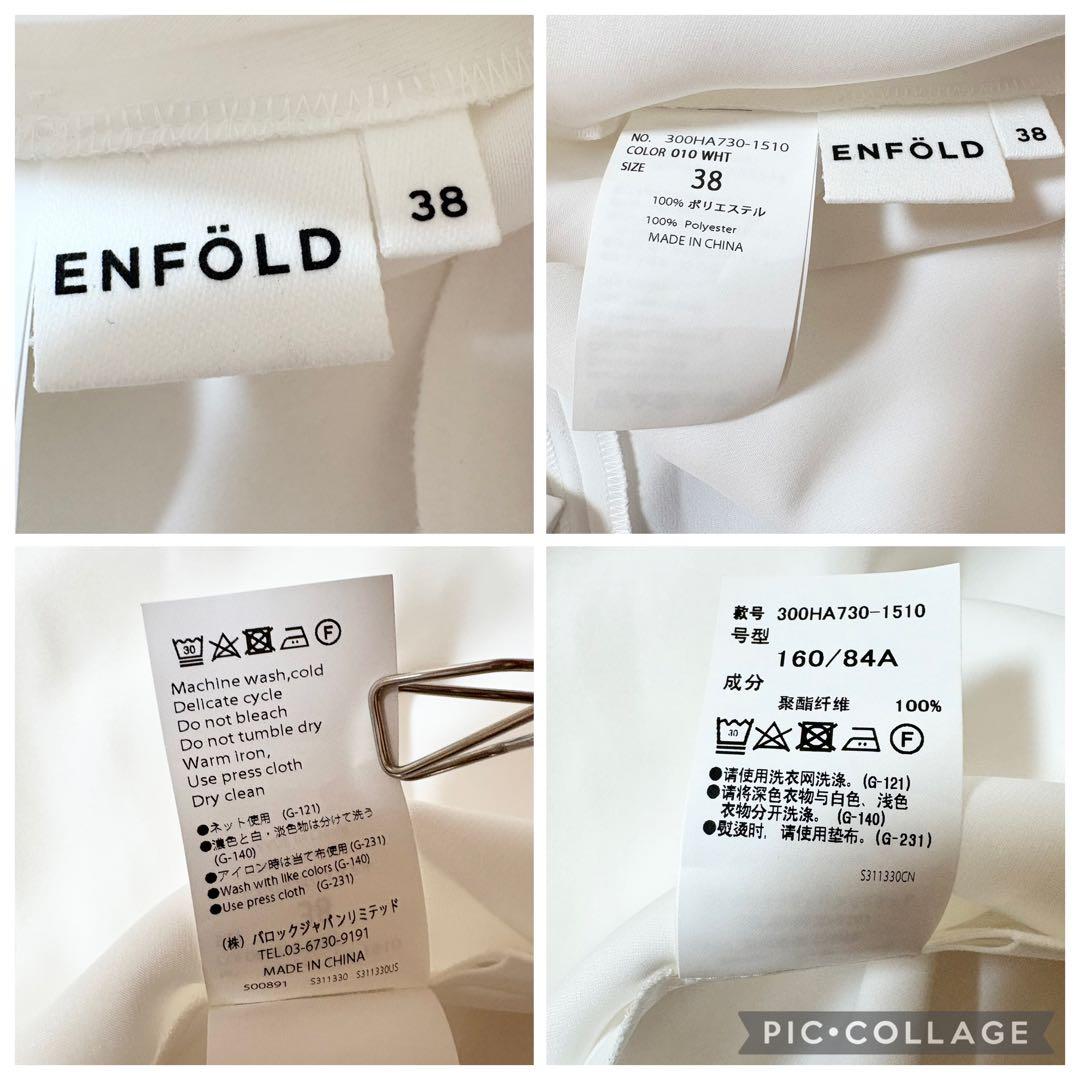 ENFÖLD
38
NO. 300HA730-1510
COLOR 010 WHT
SIZE
38
100% ポリエステル
100% Polyester
MADE IN CHINA
ENFÖLD
38
30
F
Machine wash,cold
Delicate cycle
Do not bleach
Do not tumble dry
Warm iron,
Use press cloth
Dry clean
●ネット使用 (G-121)
●濃色と白・淡色物は分けて洗う
(G-140)
●アイロン時は当て布使用(G-231)
●Wash with like colors (G-140)
●Use press cloth (G-231)
(株) バロックジャパンリミテッド
TEL.03-6730-9191
MADE IN CHINA
500891 S311330 S311330US
款号 300HA730-1510
号型
160/84A
成分
聚酯纤维 100%
30
F
●请使用洗衣网洗涤。(G-121)
●请将深色衣物与白色、浅色
衣物分开洗涤。(G-140)
●熨烫时，请使用垫布。(G-231)
S311330CN
PIC•COLLAGE